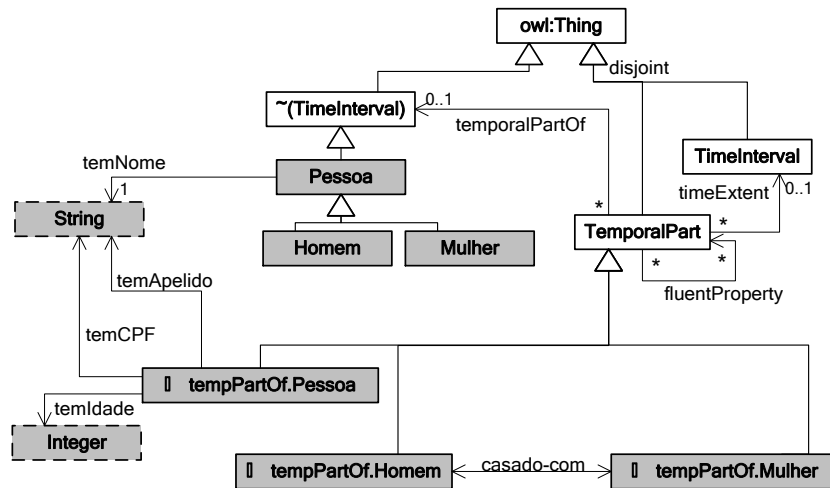 owl:Thing
disjoint
~(TimeInterval)
0..1
temporalPartOf
temNome
TimeInterval
Pessoa
timeExtent
0..1
1
String
*
*
TemporalPart
Homem
Mulher
*
*
temApelido
fluentProperty
temCPF
tempPartOf.Pessoa
temIdade
Integer
casado-com
tempPartOf.Homem
tempPartOf.Mulher